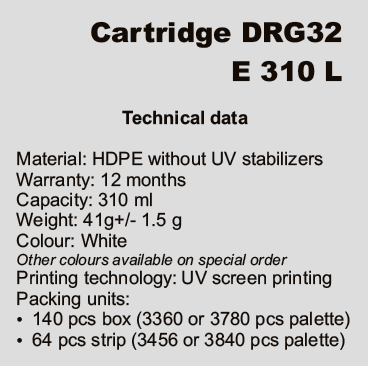 Cartridge DRG32
E 310 L
Technical data
Material: HDPE without UV stabilizers
Warranty: 12 months
Capacity: 310 ml
Weight: 41g+/- 1.5 g
Colour: White
Other colours available on special order
Printing technology: UV screen printing
Packing units:
• 140 pcs box (3360 or 3780 pcs palette)
• 64 pcs strip (3456 or 3840 pcs palette)